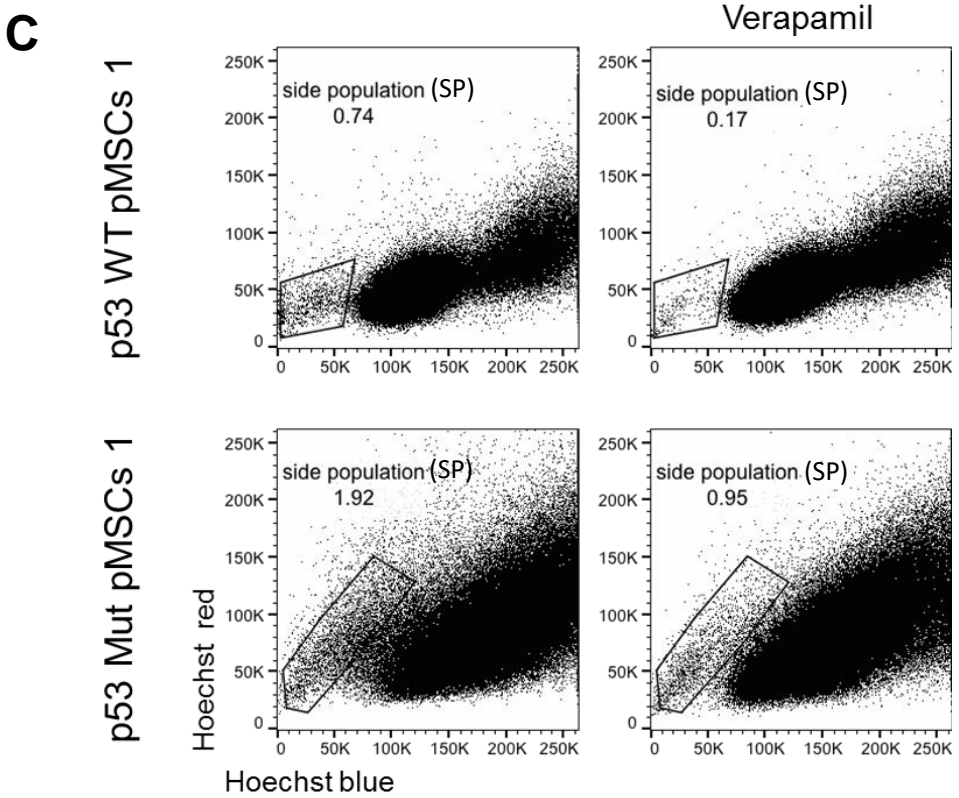 C
Verapamil
p53 WT pMSCs 1
250K
200K
150K
100K
50K
0
side population (SP)
0.74
0 50K 100K 150K 200K 250K
250K
200K
150K
100K
50K
0
side population (SP)
0.17
0 50K 100K 150K 200K 250K
p53 Mut pMSCs 1
Hoechst red
250K
200K
150K
100K
50K
0
side population (SP)
1.92
0 50K 100K 150K 200K 250K
250K
200K
150K
100K
50K
0
side population (SP)
0.95
0 50K 100K 150K 200K 250K
Hoechst blue